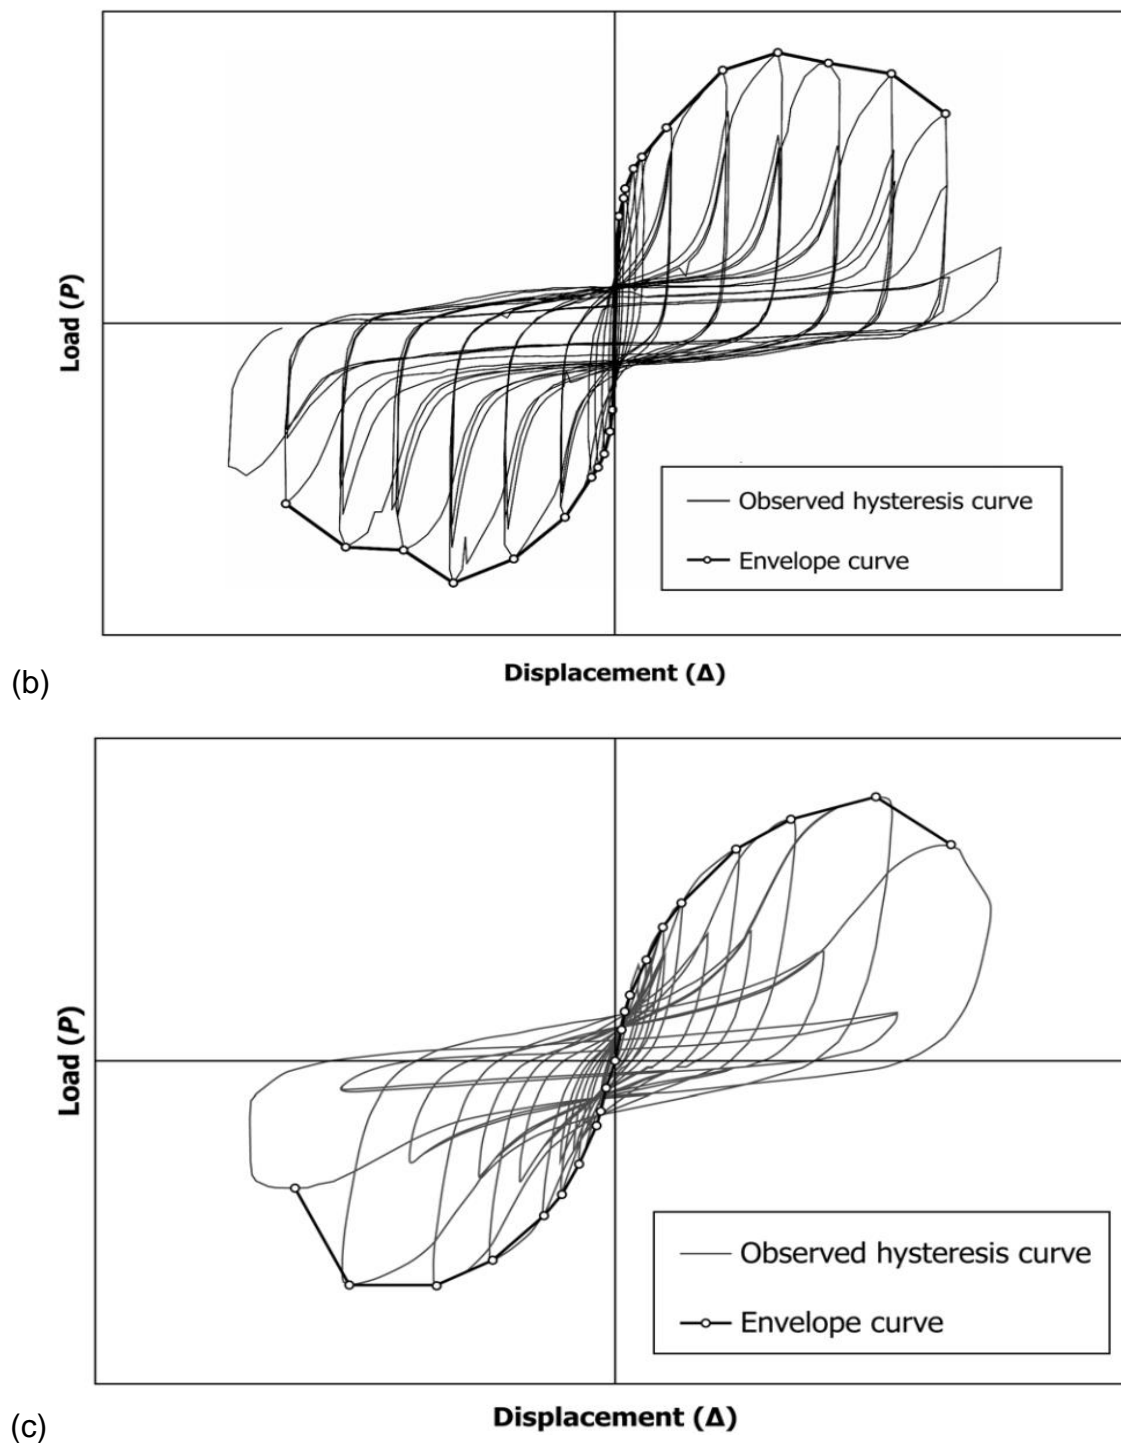 Load (P)
Observed hysteresis curve
Envelope curve
Displacement (Δ)
(b)
Load (P)
Observed hysteresis curve
Envelope curve
Displacement (Δ)
(c)